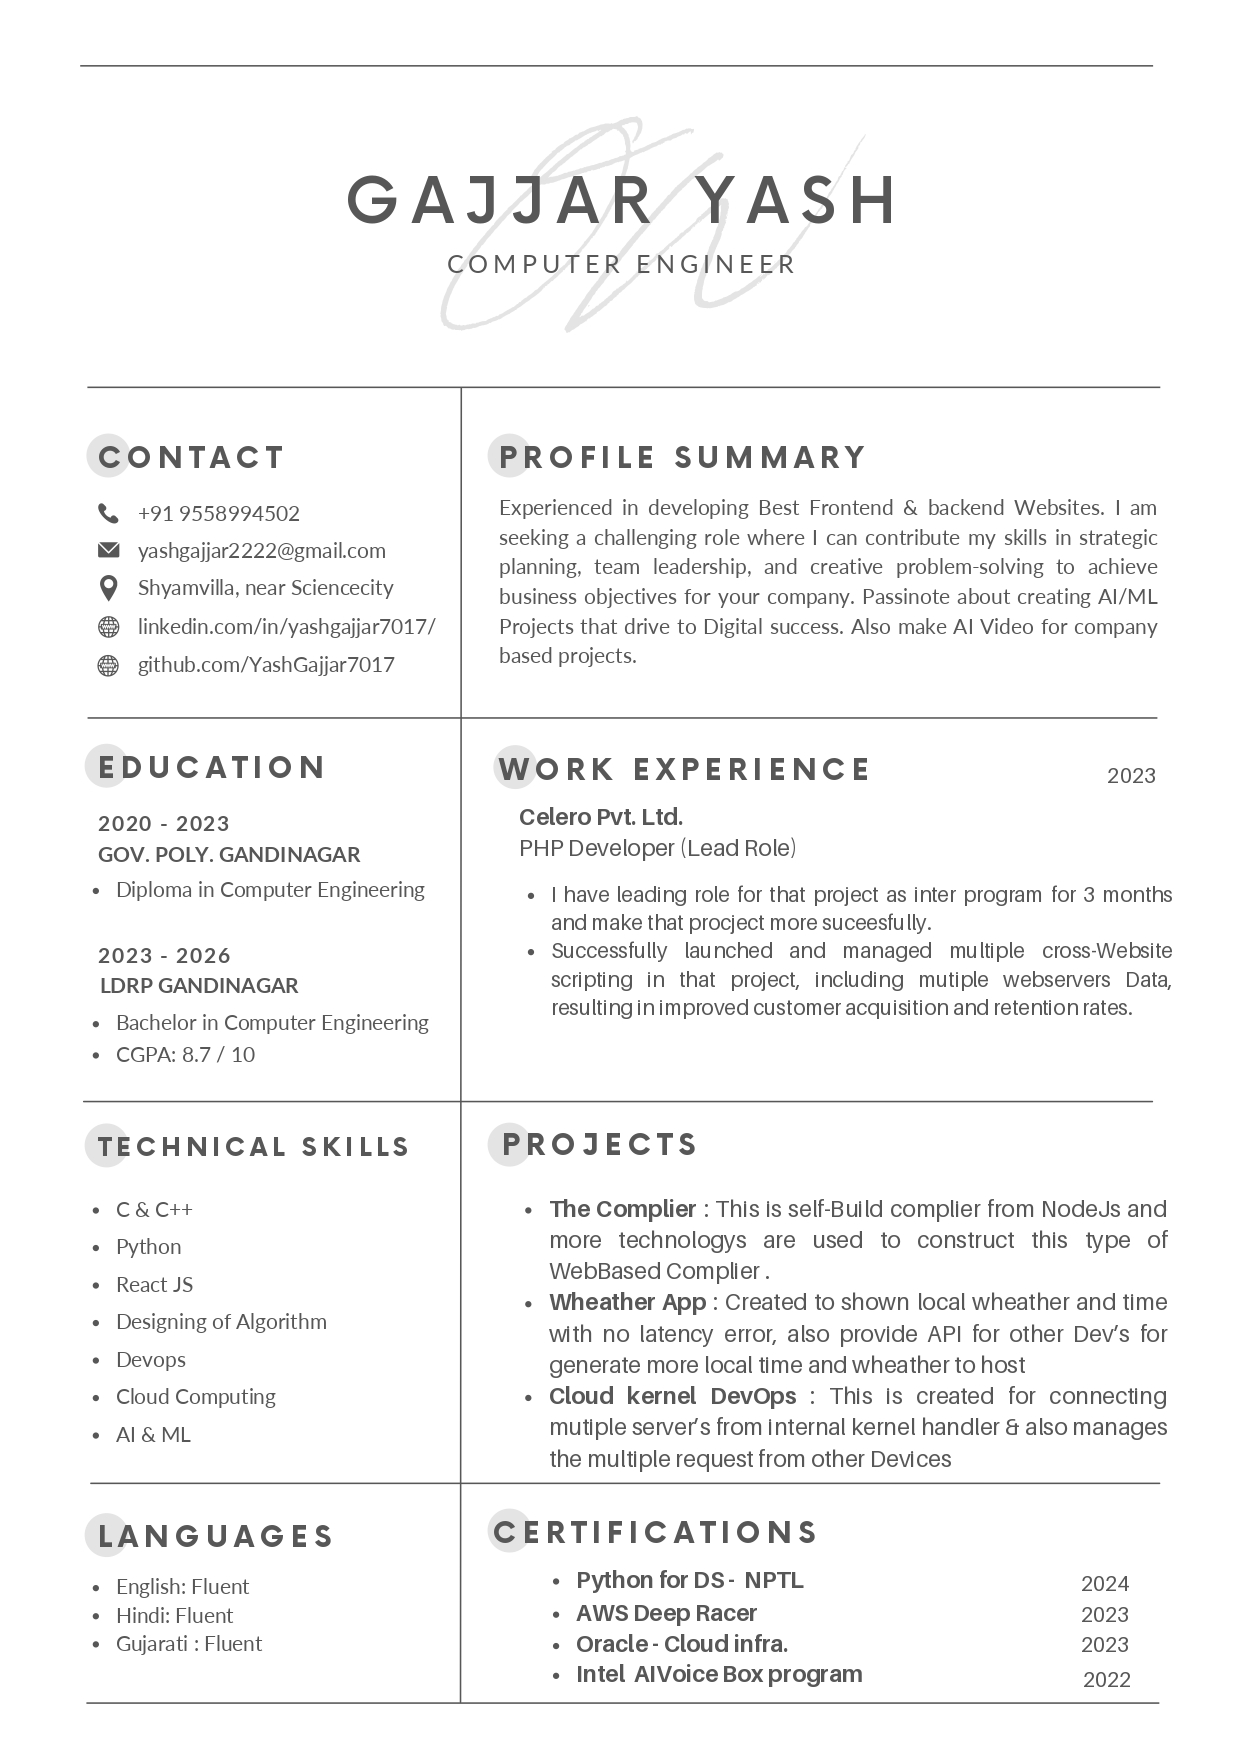 GAJJAR YASH
COMPUTER ENGINEER
CONTACT
+91 9558994502
yashgajjar2222@gmail.com
Shyamvilla, near Sciencecity
linkedin.com/in/yashgajjar7017/
github.com/YashGajjar7017
PROFILE SUMMARY
Experienced in developing Best Frontend & backend Websites. I am
seeking a challenging role where I can contribute my skills in strategic
planning, team leadership, and creative problem-solving to achieve
business objectives for your company. Passinote about creating AI/ML
Projects that drive to Digital success. Also make AI Video for company
based projects.
EDUCATION
2020 - 2023
GOV. POLY. GANDINAGAR
• Diploma in Computer Engineering
2023 - 2026
LDRP GANDINAGAR
• Bachelor in Computer Engineering
• CGPA: 8.7 / 10
WORK EXPERIENCE 2023
Celero Pvt. Ltd.
PHP Developer (Lead Role)
• I have leading role for that project as inter program for 3 months
and make that procject more suceesfully.
• Successfully launched and managed multiple cross-Website
scripting in that project, including mutiple webservers Data,
resulting in improved customer acquisition and retention rates.
TECHNICAL SKILLS
• C & C++
• Python
• React JS
• Designing of Algorithm
• Devops
• Cloud Computing
• AI & ML
PROJECTS
• The Complier : This is self-Build complier from NodeJs and
more technologys are used to construct this type of
WebBased Complier .
• Wheather App : Created to shown local wheather and time
with no latency error, also provide API for other Dev’s for
generate more local time and wheather to host
• Cloud kernel DevOps : This is created for connecting
mutiple server’s from internal kernel handler & also manages
the multiple request from other Devices
LANGUAGES
• English: Fluent
• Hindi: Fluent
• Gujarati : Fluent
CERTIFICATIONS
• Python for DS - NPTL 2024
• AWS Deep Racer 2023
• Oracle - Cloud infra. 2023
• Intel AIVoice Box program 2022